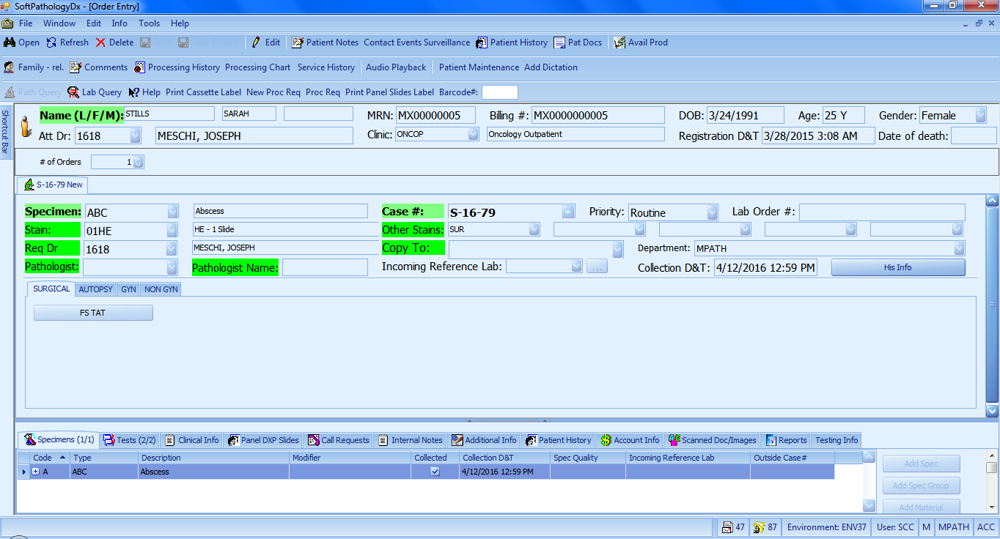 SoftPathologyDx - [Order Entry]
File Window Edit Info Tools Help
Open Refresh Delete Edit Patient Notes Contact Events Surveillance Patient History Pat Docs Avail Prod
Family - rel. Comments Processing History Processing Chart Service History Audio Playback Patient Maintenance Add Dictation
Path Query Lab Query Help Print Cassette Label New Proc Req Proc Req Print Panel Slides Label Barcode#:
Shortcut Bar
Name (L/F/M): STILLS SARAH MRN: MX00000005 Billing #: MX0000000005 DOB: 3/24/1991 Age: 25 Y Gender: Female
Att Dr: 1618 MESCHI, JOSEPH Clinic: ONCOP Oncology Outpatient Registration D&T 3/28/2015 3:08 AM Date of death:
# of Orders 1
S-16-79 New
Specimen: ABC Abscess Case #: S-16-79 Priority: Routine Lab Order #:
Stain: 01HE HE - 1 Slide Other Stains: SUR
Req Dr 1618 MESCHI, JOSEPH Copy To: Department: MPATH
Pathologist: Pathologist Name: Incoming Reference Lab: ... Collection D&T: 4/12/2016 12:59 PM His Info
SURGICAL AUTOPSY GYN NON GYN
FS TAT
Specimens (1/1) Tests (2/2) Clinical Info Panel DXP Slides Call Requests Internal Notes Additional Info Patient History Account Info Scanned Doc/Images Reports Testing Info
Code Type Description Modifier Collected Collection D&T Spec Quality Incoming Reference Lab Outside Case#
A ABC Abscess 4/12/2016 12:59 PM
Add Spec
Add Spec Group
Add Material
47 87 Environment: ENV37 User: SCC M MPATH ACC